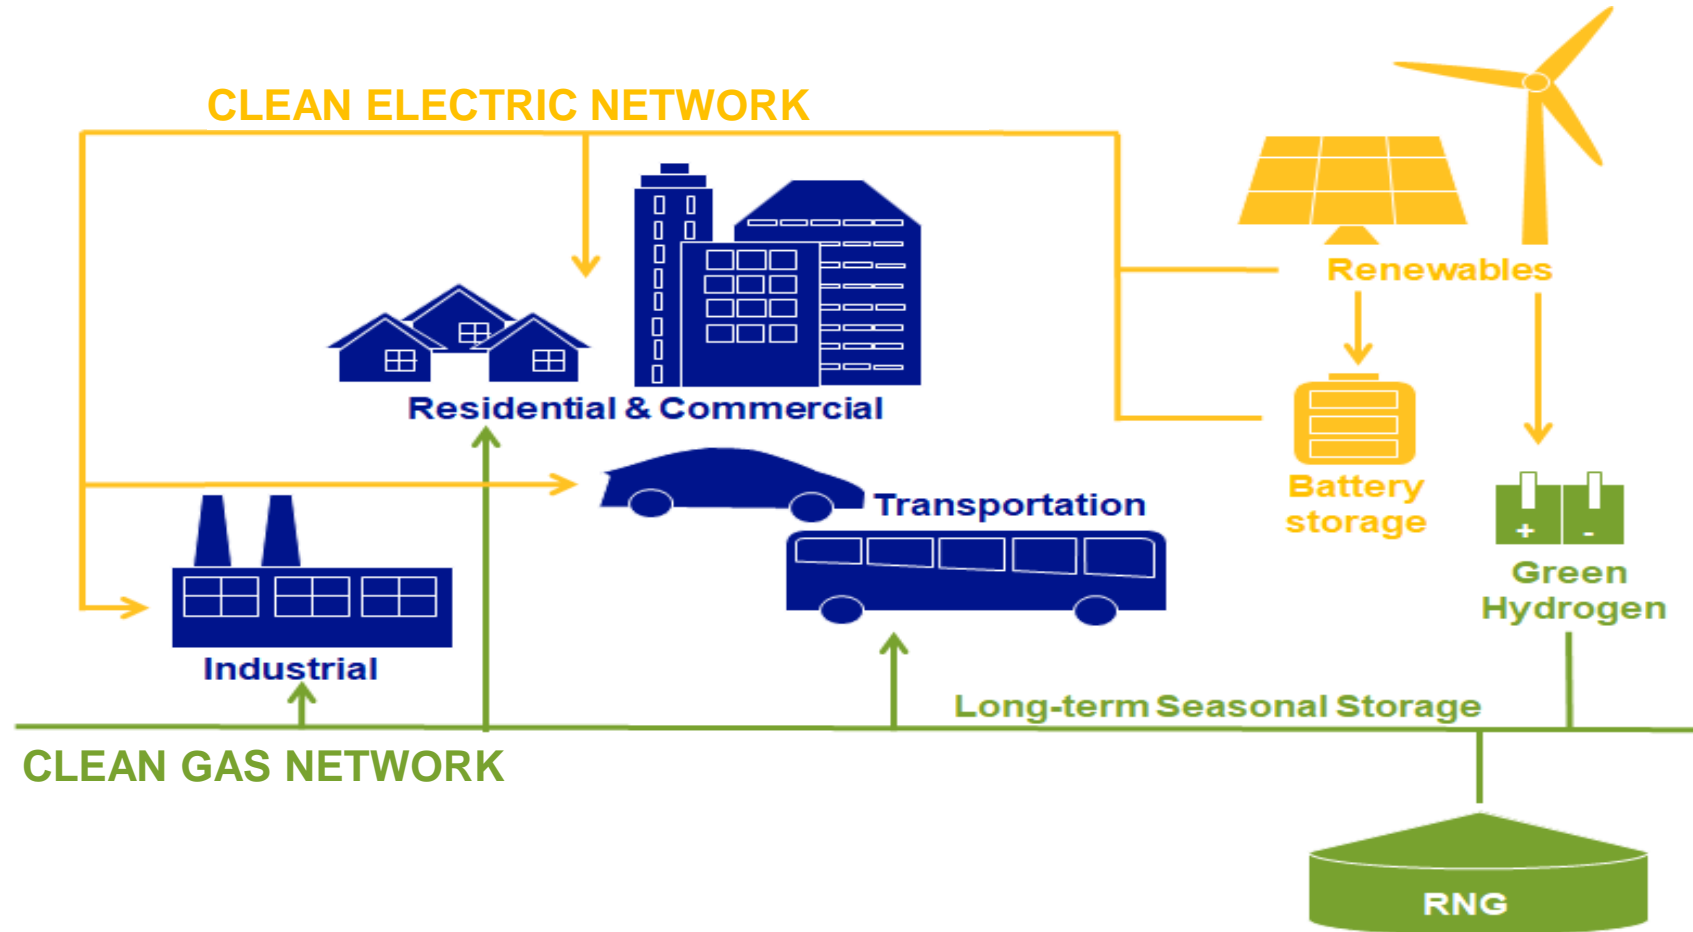 CLEAN ELECTRIC NETWORK
Renewables
Residential & Commercial
Battery
storage
Transportation
Green
Hydrogen
Industrial
Long-term Seasonal Storage
CLEAN GAS NETWORK
RNG
+
-